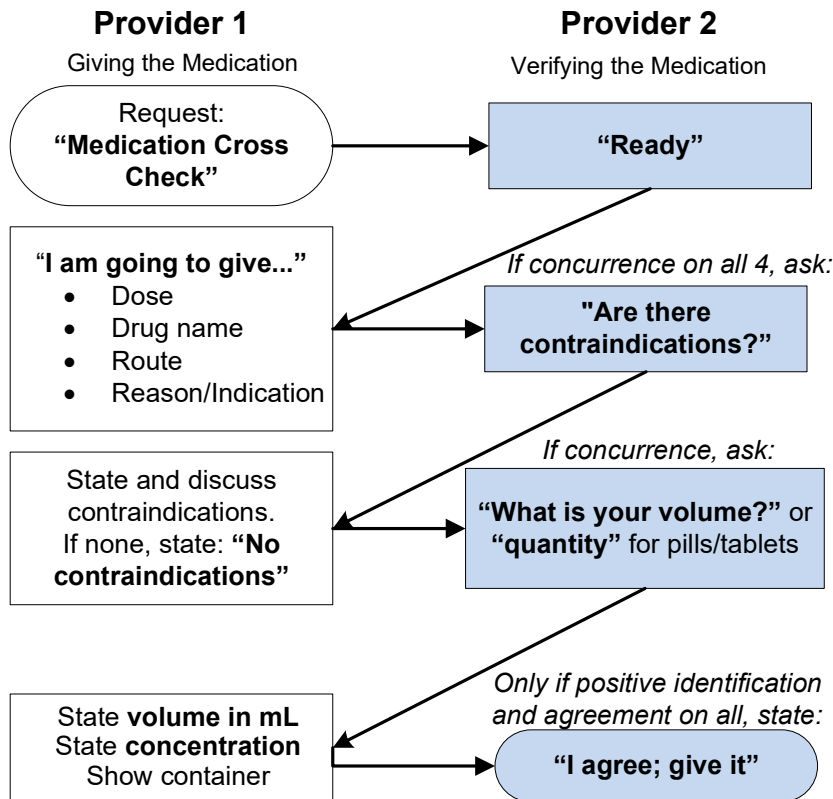 Provider 1
Giving the Medication
Provider 2
Verifying the Medication
Request:
“Medication Cross
Check”
“Ready”
“I am going to give...”
• Dose
• Drug name
• Route
• Reason/Indication
If concurrence on all 4, ask:
"Are there
contraindications?”
State and discuss
contraindications.
If none, state: “No
contraindications”
If concurrence, ask:
“What is your volume?” or
“quantity” for pills/tablets
State volume in mL
State concentration
Show container
Only if positive identification
and agreement on all, state:
“I agree; give it”